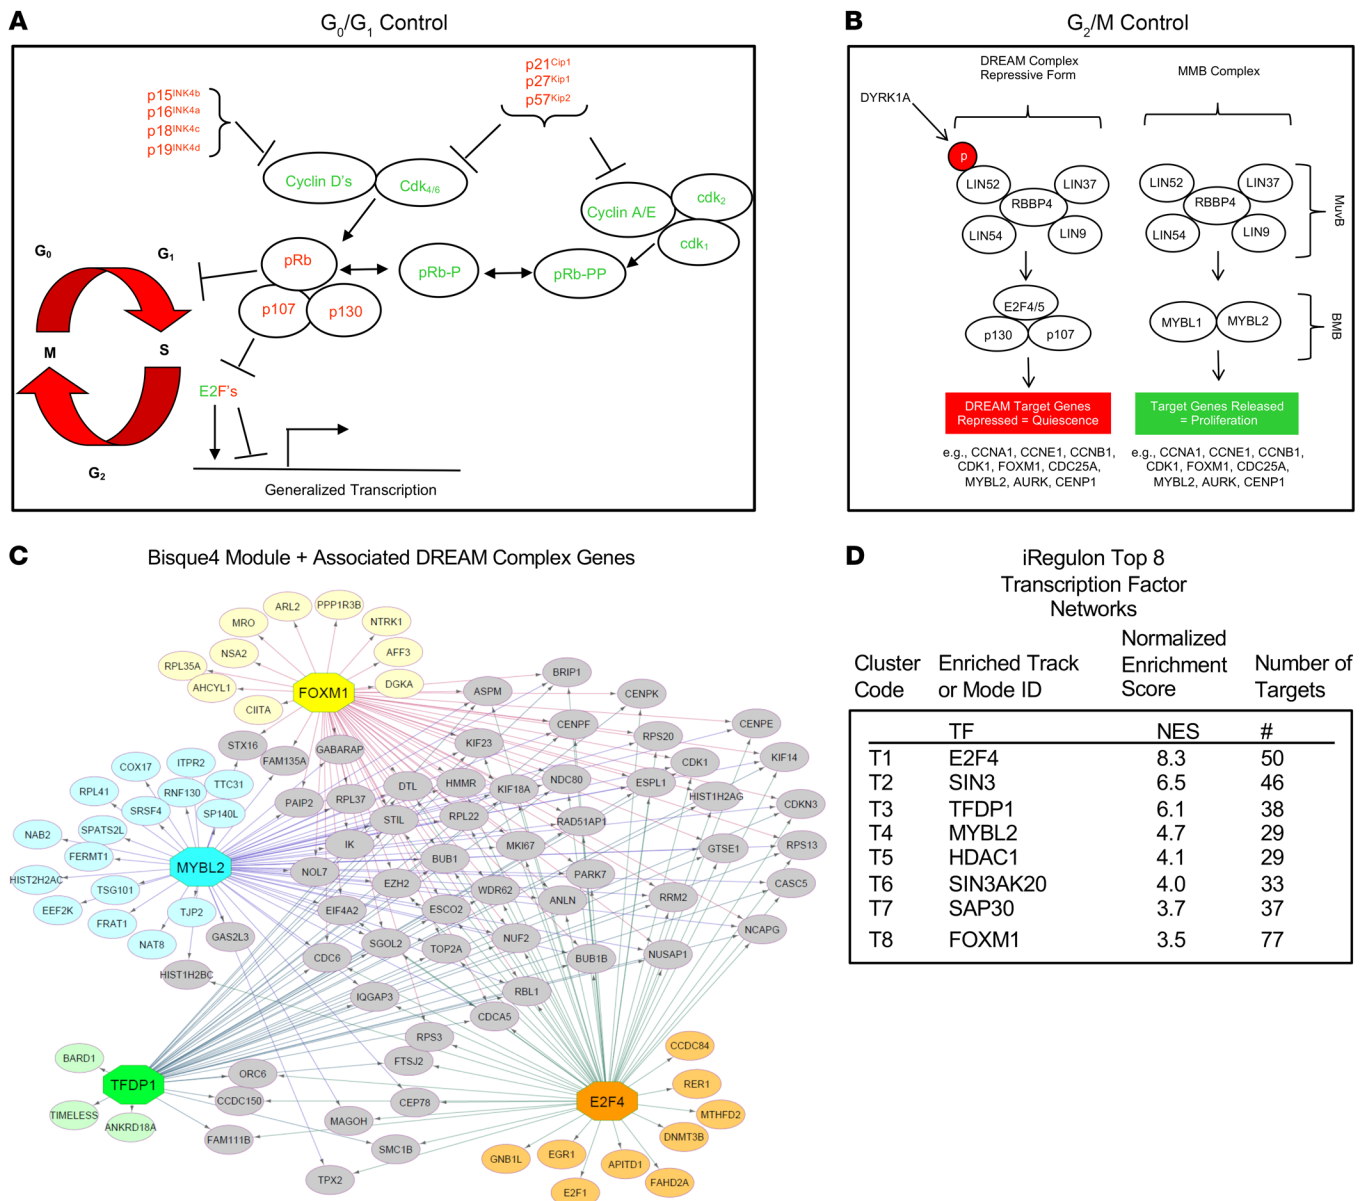 A
G0/G1 Control
p15INK4b
p16INK4a
p18INK4c
p19INK4d
p21Cip1
p27Kip1
p57Kip2
Cyclin D's
Cdk4/6
Cyclin A/E
cdk2
cdk1
pRb
pRb-P
pRb-PP
p107
p130
G0
G1
M
S
G2
E2F's
Generalized Transcription
B
G2/M Control
DREAM Complex
Repressive Form
MMB Complex
DYRK1A
p
LIN52
LIN37
RBBP4
LIN54
LIN9
LIN52
LIN37
RBBP4
LIN54
LIN9
MuvB
E2F4/5
p130
p107
MYBL1
MYBL2
BMB
DREAM Target Genes
Repressed = Quiescence
Target Genes Released
= Proliferation
e.g., CCNA1, CCNE1, CCNB1,
CDK1, FOXM1, CDC25A,
MYBL2, AURK, CENP1
e.g., CCNA1, CCNE1, CCNB1,
CDK1, FOXM1, CDC25A,
MYBL2, AURK, CENP1
C
Bisque4 Module + Associated DREAM Complex Genes
ARL2
PPP1R3B
MRO
NTRK1
NSA2
AFF3
RPL35A
AHCYL1
DGKA
CIITA
FOXM1
BRIP1
ASPM
CENPK
CENPF
CENPE
STX16
FAM135A
GABARAP
KIF23
RPS20
KIF14
COX17
ITPR2
TTC31
RNF130
RPL41
SRSF4
SP140L
PAIP2
RPL37
DTL
HMMR
KIF18A
NDC80
ESPL1
CDK1
HIST1H2AG
CDKN3
NAB2
SPATS2L
STIL
RPL22
RAD51AP1
FERMT1
MYBL2
IK
MKI67
GTSE1
RPS13
HIST2H2AC
TSG101
NOL7
BUB1
EZH2
WDR62
PARK7
CASC5
EEF2K
FRAT1
TJP2
EIF4A2
ESCO2
ANLN
RRM2
NAT8
GAS2L3
SGOL2
TOP2A
NUF2
NCAPG
HIST1H2BC
CDC6
BUB1B
NUSAP1
IQGAP3
RBL1
CDCA5
RPS3
FTSJ2
BARD1
TFDP1
ORC6
CCDC150
CEP78
E2F4
CCDC84
RER1
MTHFD2
TIMELESS
ANKRD18A
MAGOH
DNMT3B
FAM111B
SMC1B
GNB1L
EGR1
APITD1
FAHD2A
TPX2
E2F1
D
iRegulon Top 8
Transcription Factor
Networks
Cluster Code
Enriched Track or Mode ID
Normalized Enrichment Score
Number of Targets
TF NES #
T1 E2F4 8.3 50
T2 SIN3 6.5 46
T3 TFDP1 6.1 38
T4 MYBL2 4.7 29
T5 HDAC1 4.1 29
T6 SIN3AK20 4.0 33
T7 SAP30 3.7 37
T8 FOXM1 3.5 77